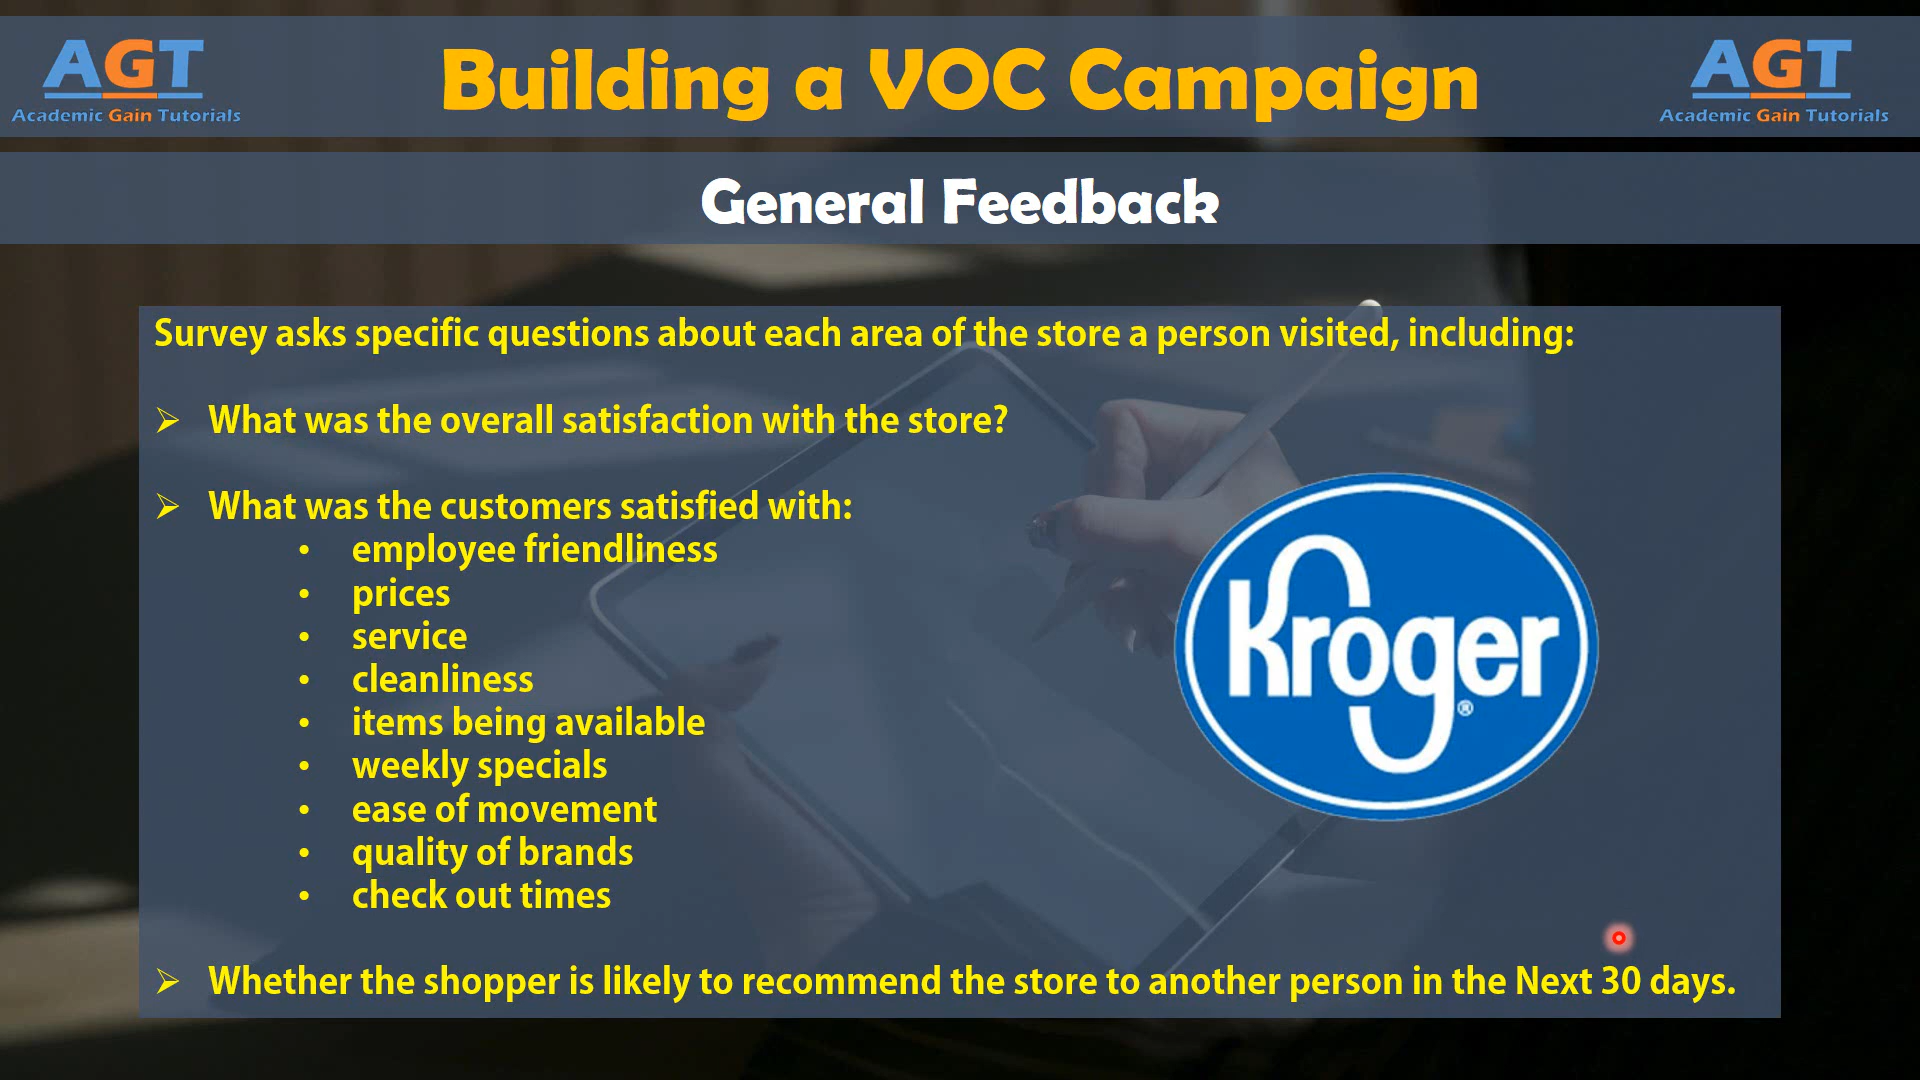 AGT
Academic Gain Tutorials
Building a VOC Campaign
AGT
Academic Gain Tutorials
General Feedback
Survey asks specific questions about each area of the store a person visited, including:
➢ What was the overall satisfaction with the store?
➢ What was the customers satisfied with:
• employee friendliness
• prices
• service
• cleanliness
• items being available
• weekly specials
• ease of movement
• quality of brands
• check out times
Kroger®
➢ Whether the shopper is likely to recommend the store to another person in the Next 30 days.